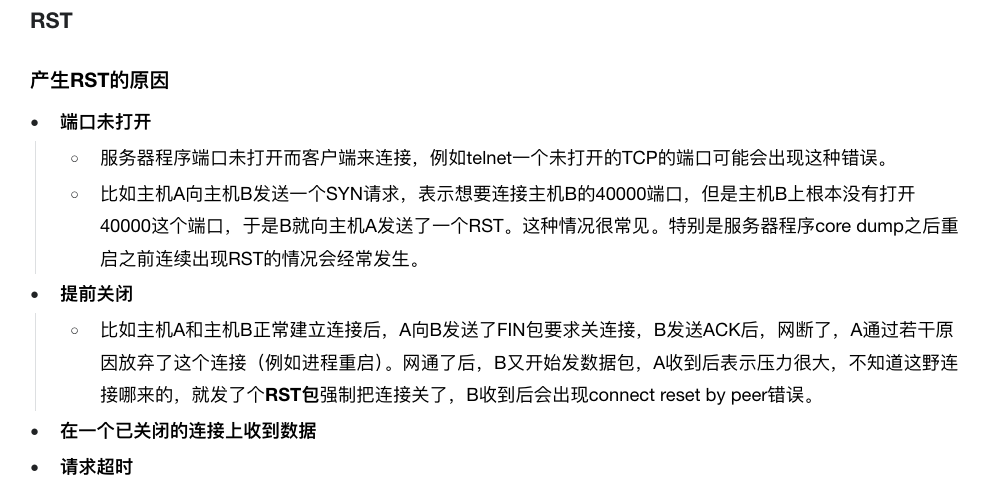 RST
产生RST的原因
端口未打开
服务器程序端口未打开而客户端来连接，例如telnet一个未打开的TCP的端口可能会出现这种错误。
比如主机A向主机B发送一个SYN请求，表示想要连接主机B的40000端口，但是主机B上根本没有打开
40000这个端口，于是B就向主机A发送了一个RST。这种情况很常见。特别是服务器程序core dump之后重
启之前连续出现RST的情况会经常发生。
提前关闭
比如主机A和主机B正常建立连接后，A向B发送了FIN包要求关连接，B发送ACK后，网断了，A通过若干原
因放弃了这个连接（例如进程重启）。网通了后，B又开始发数据包，A收到后表示压力很大，不知道这野连
接哪来的，就发了个RST包强制把连接关了，B收到后会出现connect reset by peer错误。
在一个已关闭的连接上收到数据
请求超时